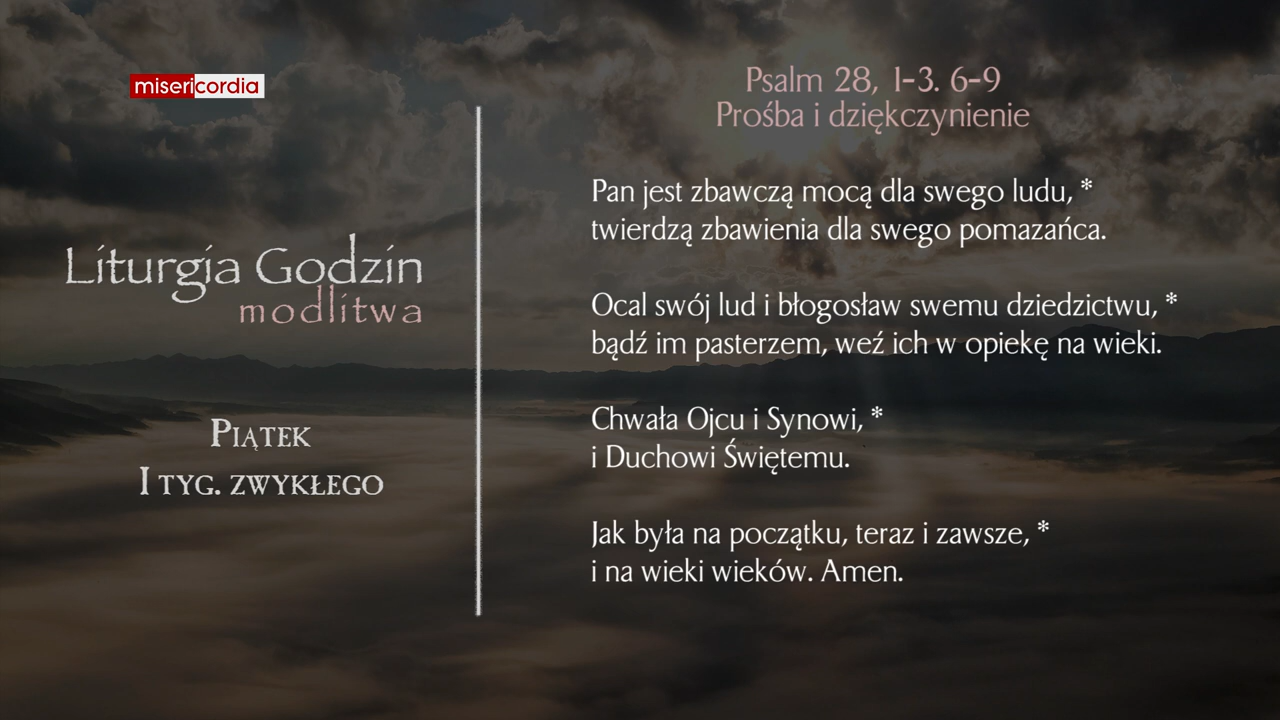 misericordia
Liturgia Godzin
modlitwa
Piątek
I tyg. zwykłego
Psalm 28, 1-3. 6-9
Prośba i dziękczynienie
Pan jest zbawczą mocą dla swego ludu, *
twierdzą zbawienia dla swego pomazańca.
Ocal swój lud i błogosław swemu dziedzictwu, *
bądź im pasterzem, weź ich w opiekę na wieki.
Chwała Ojcu i Synowi, *
i Duchowi Świętemu.
Jak była na początku, teraz i zawsze, *
i na wieki wieków. Amen.